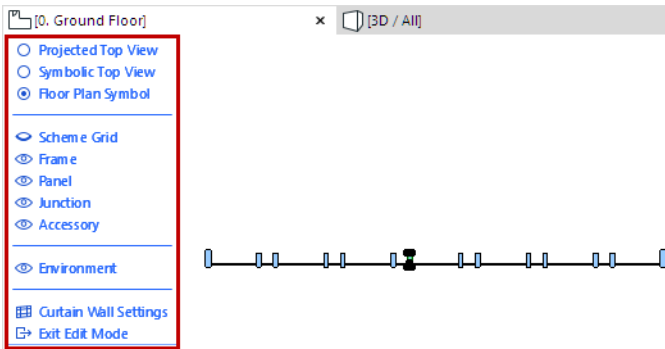 [0. Ground Floor]
[3D / All]
Projected Top View
Symbolic Top View
Floor Plan Symbol
Scheme Grid
Frame
Panel
Junction
Accessory
Environment
Curtain Wall Settings
Exit Edit Mode